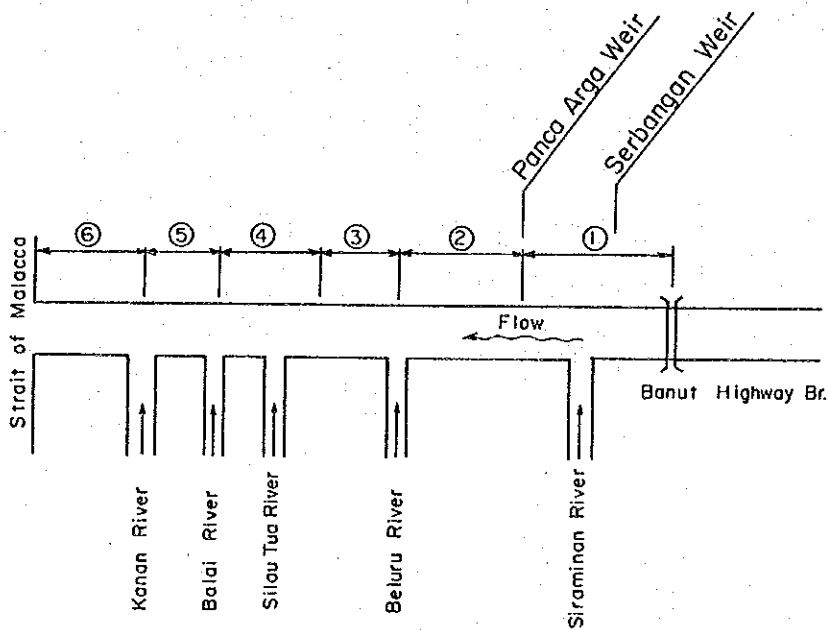 Panca Arga Weir
Serbangan Weir
⑥ ⑤ ④ ③ ② ①
Strait of Malacca
Flow
Banut Highway Br.
Kanan River
Balai River
Silau Tua River
Beluru River
Siraminan River